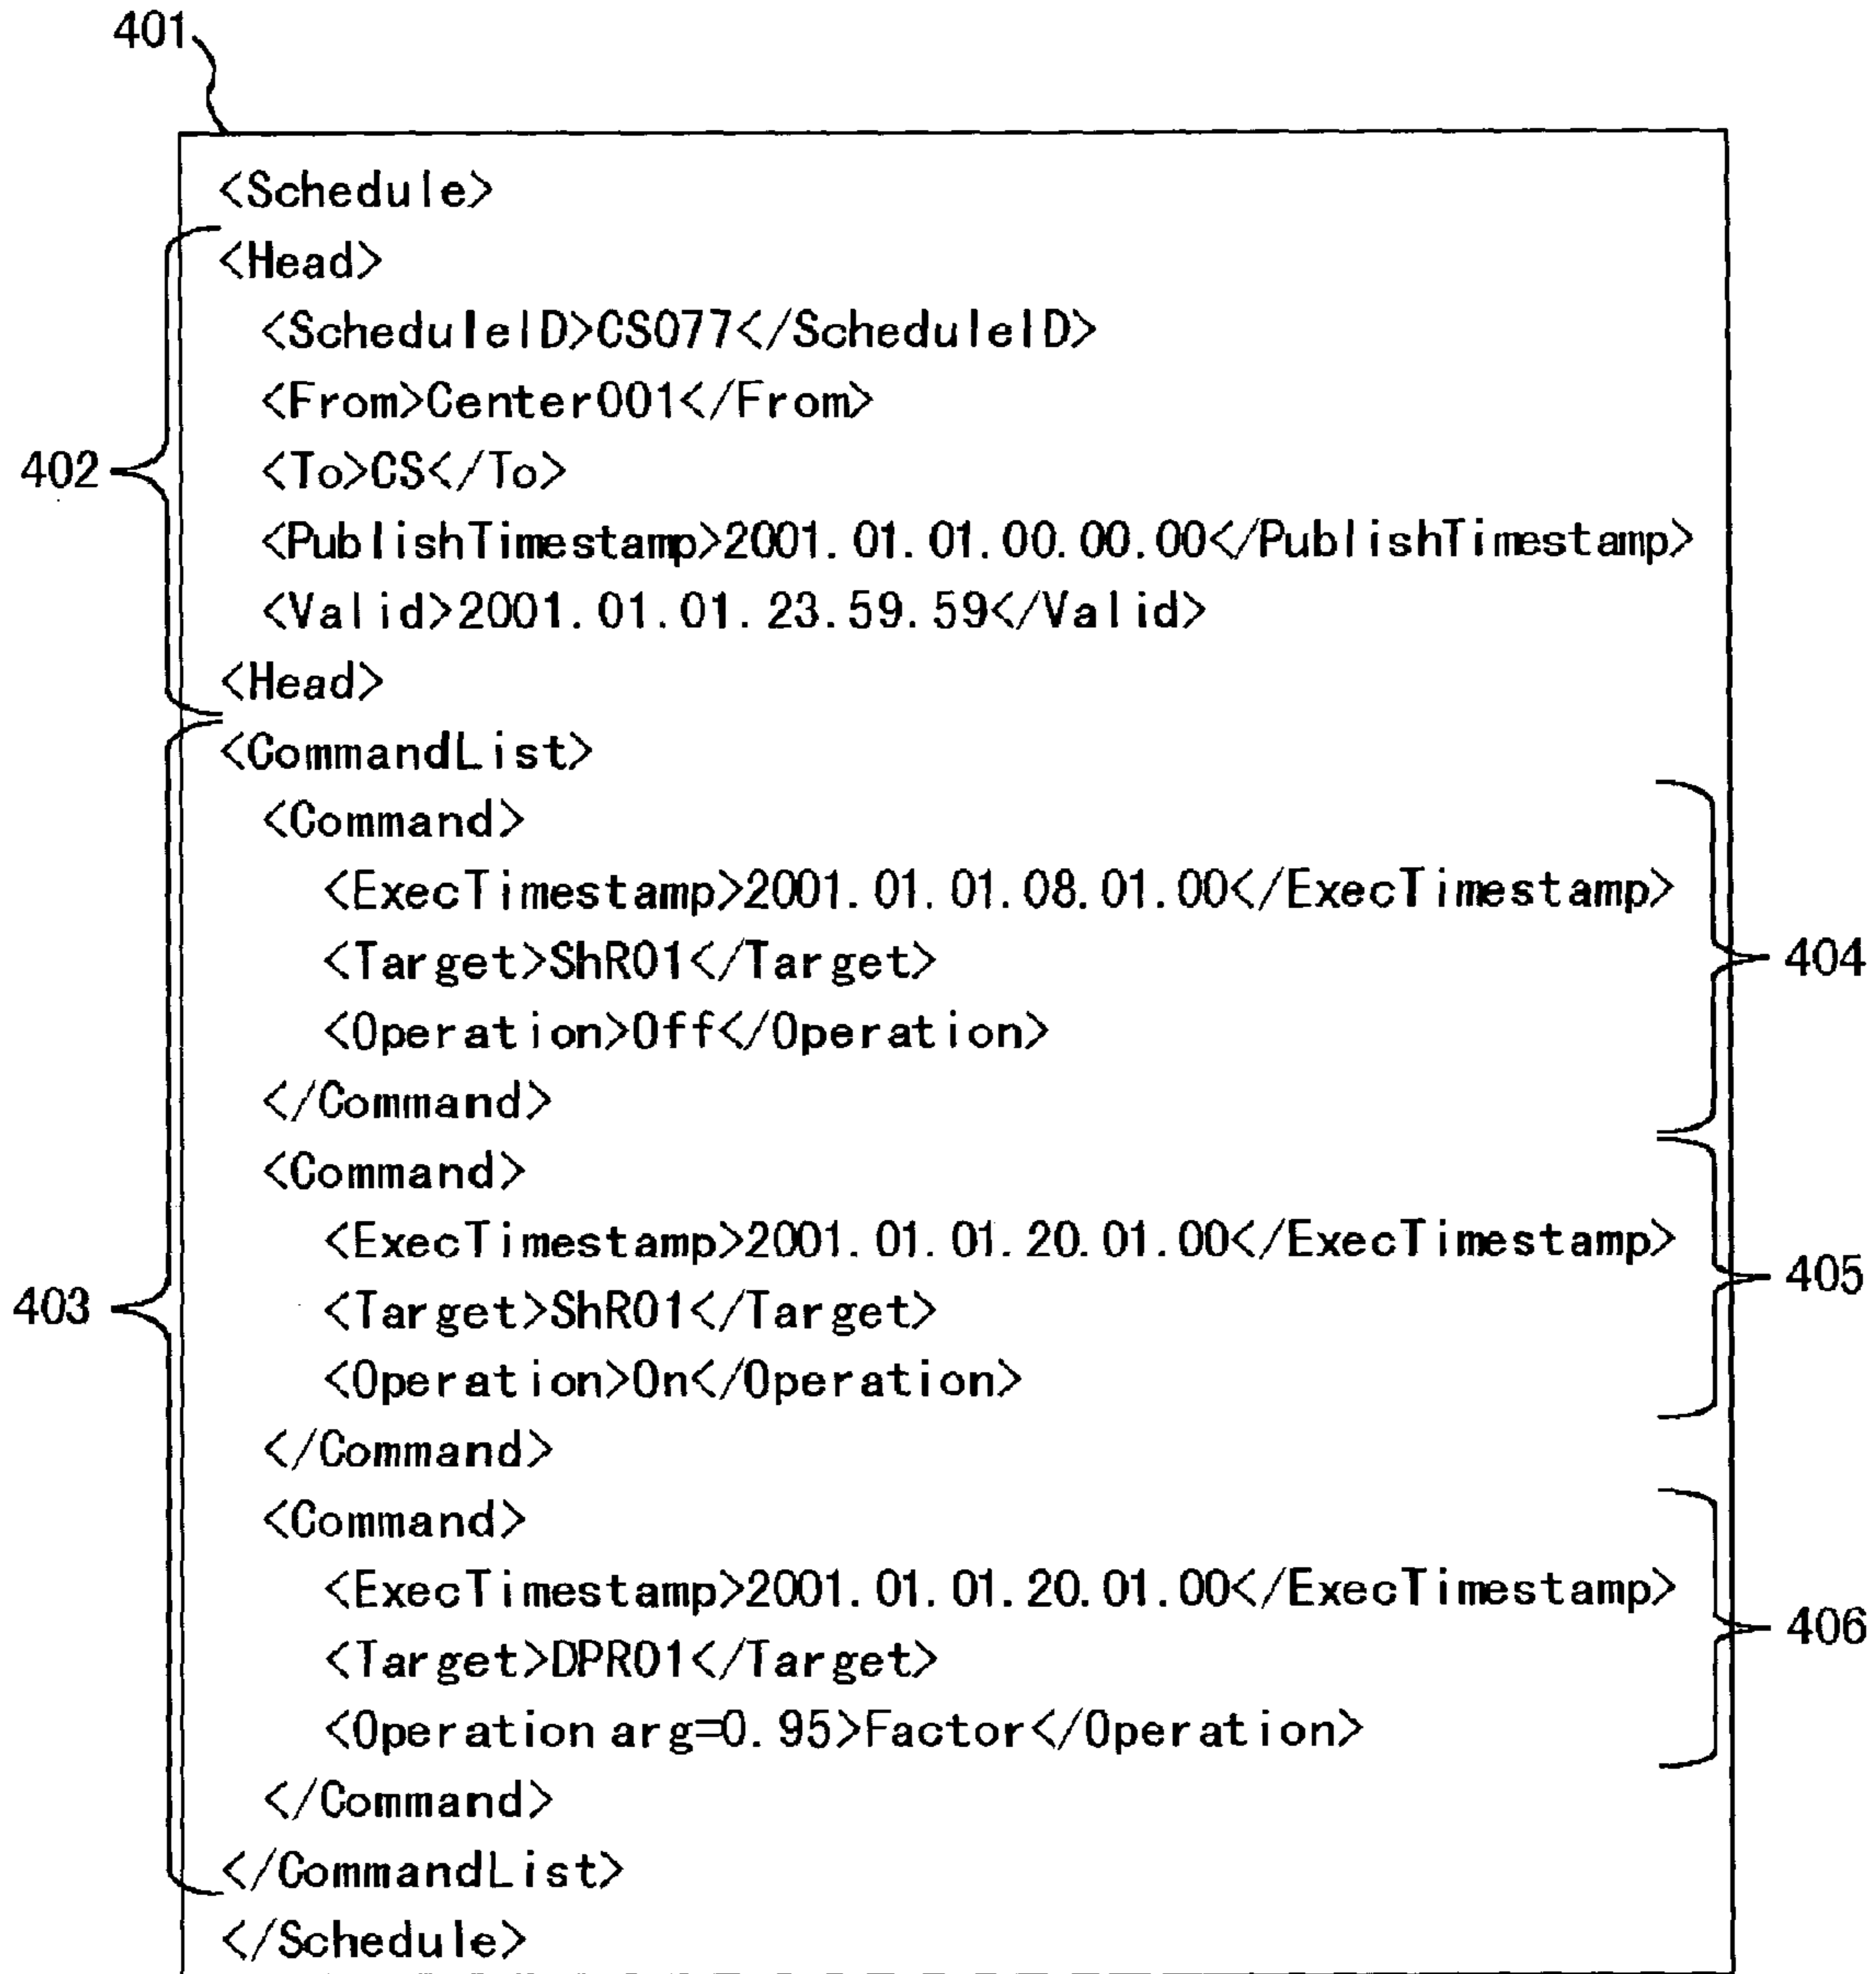 401
<Schedule>
<Head>
<ScheduleID>CS077</ScheduleID>
<From>Center001</From>
402
<To>CS</To>
<PublishTimestamp>2001.01.01.00.00.00</PublishTimestamp>
<Valid>2001.01.01.23.59.59</Valid>
<Head>
<CommandList>
<Command>
<ExecTimestamp>2001.01.01.08.01.00</ExecTimestamp>
<Target>ShR01</Target>
404
<Operation>Off</Operation>
</Command>
<Command>
<ExecTimestamp>2001.01.01.20.01.00</ExecTimestamp>
405
403
<Target>ShR01</Target>
<Operation>On</Operation>
</Command>
<Command>
<ExecTimestamp>2001.01.01.20.01.00</ExecTimestamp>
406
<Target>DPR01</Target>
<Operation arg=0.95>Factor</Operation>
</Command>
</CommandList>
</Schedule>